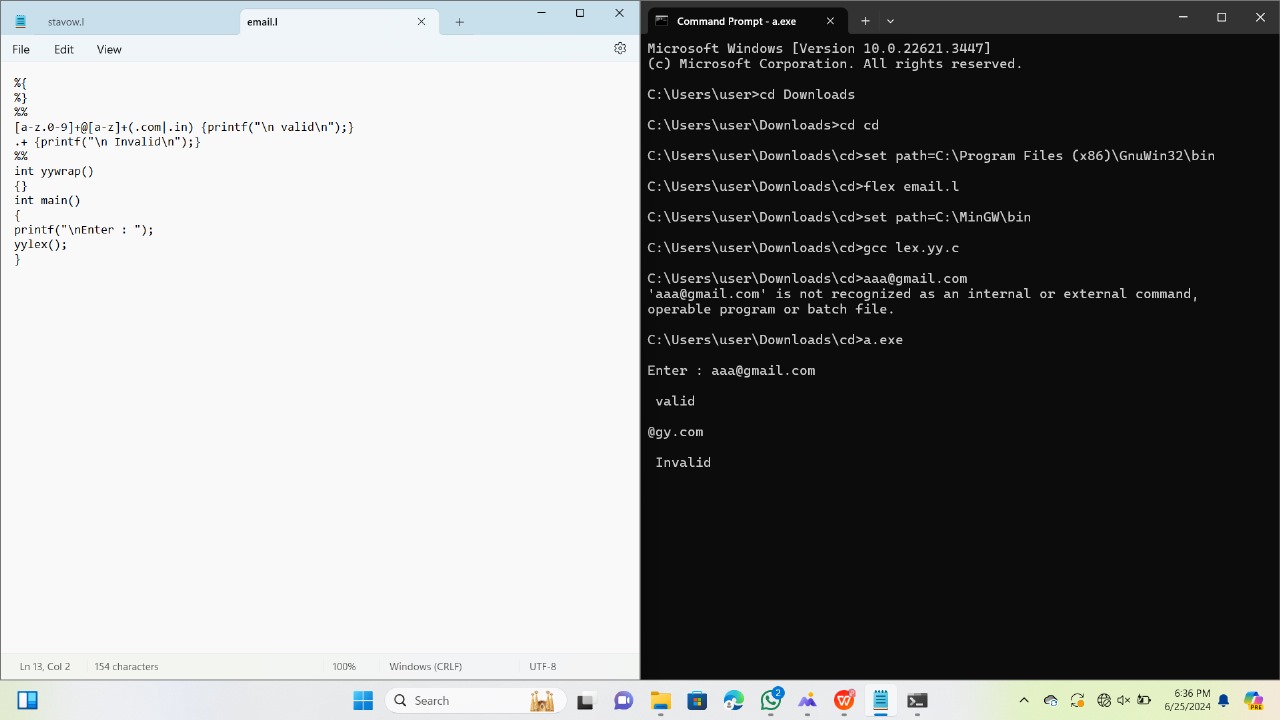 stavow.l
email.l
File
Edit
View
%{
%}
%%
[a-z.0-9]+@[a-z]+(.com|.in) {printf("\n valid\n");}
.+ {printf("\n Invalid\n");}
%%
int yywrap()
{}
int main()
{
printf("\nEnter : ");
yylex();
}
Ln 13, Col 2
154 characters
100%
Windows (CRLF)
UTF-8
Command Prompt - a.exe
Microsoft Windows [Version 10.0.22621.3447]
(c) Microsoft Corporation. All rights reserved.
C:\Users\user>cd Downloads
C:\Users\user\Downloads>cd cd
C:\Users\user\Downloads\cd>set path=C:\Program Files (x86)\GnuWin32\bin
C:\Users\user\Downloads\cd>flex email.l
C:\Users\user\Downloads\cd>set path=C:\MinGW\bin
C:\Users\user\Downloads\cd>gcc lex.yy.c
C:\Users\user\Downloads\cd>aaa@gmail.com
'aaa@gmail.com' is not recognized as an internal or external command,
operable program or batch file.
C:\Users\user\Downloads\cd>a.exe
Enter : aaa@gmail.com
valid
@gy.com
Invalid
Search
2
W
PRE
6:36 PM
6/25/2024